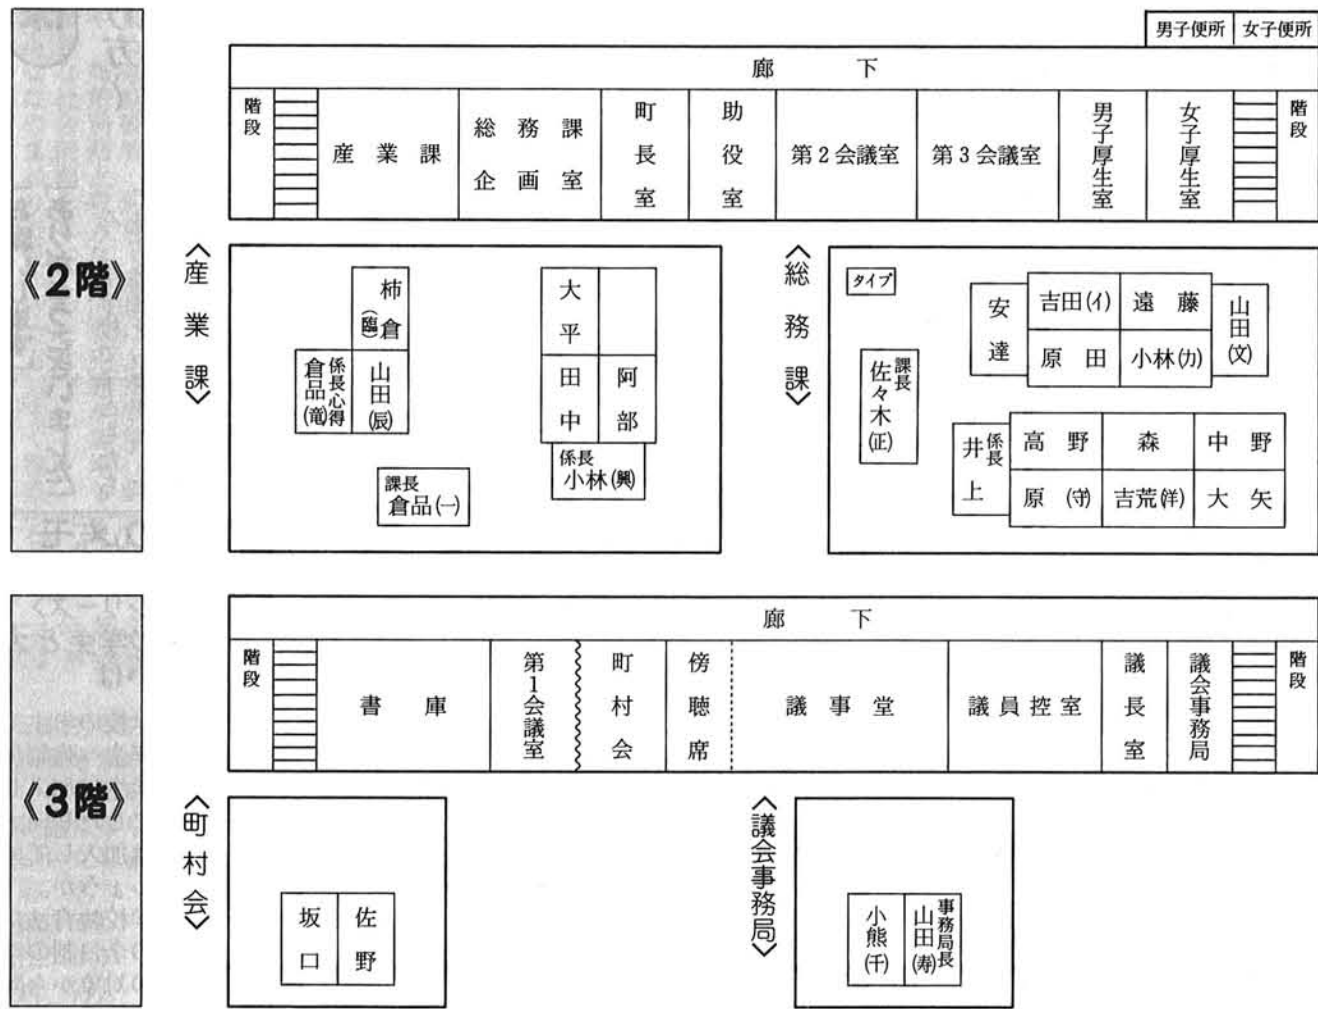 《2階》
男子便所 女子便所
廊下
階段
産業課
総務課
企画室
町長室
助役室
第2会議室
第3会議室
男子厚生室
女子厚生室
階段
〈産業課〉
柿倉(臨)
係長心得
倉品(竜)
山田(辰)
課長
倉品(一)
大平
田中
阿部
係長
小林(興)
〈総務課〉
タイプ
課長
佐々木(正)
安達
吉田(イ)
遠藤
山田(文)
原田
小林(カ)
係長
井上
高野
森
中野
原(守)
吉荒(洋)
大矢
《3階》
廊下
階段
書庫
第1会議室
町村会
傍聴席
議事堂
議員控室
議長室
議会事務局
階段
〈町村会〉
坂口
佐野
〈議会事務局〉
小熊(千)
事務局長
山田(寿)